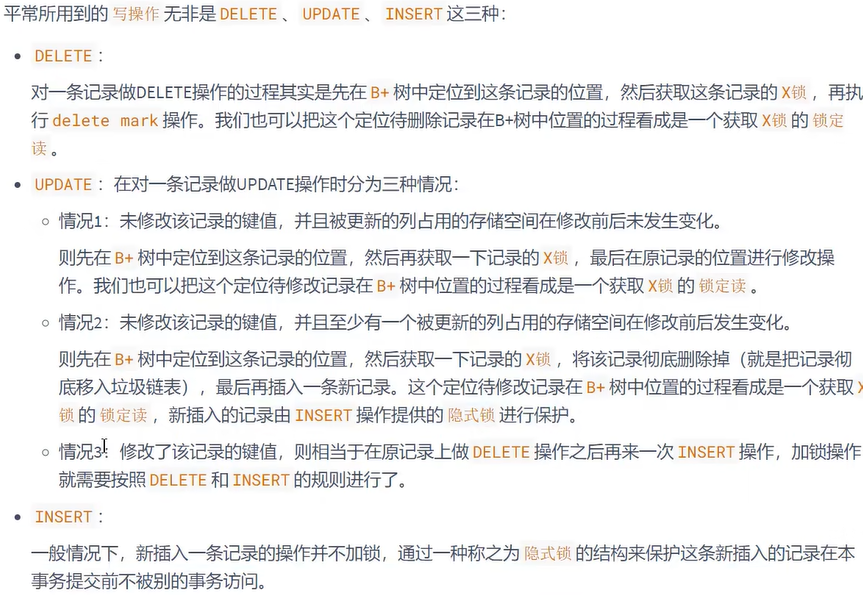 平常所用到的 写操作 无非是 DELETE 、 UPDATE 、 INSERT 这三种：
• DELETE ：
对一条记录做DELETE操作的过程其实是先在 B+ 树中定位到这条记录的位置，然后获取这条记录的 X锁 ，再执
行 delete mark 操作。我们也可以把这个定位待删除记录在B+树中位置的过程看成是一个获取 X锁 的 锁定
读 。
• UPDATE ：在对一条记录做UPDATE操作时分为三种情况：
○ 情况1：未修改该记录的键值，并且被更新的列占用的存储空间在修改前后未发生变化。
则先在 B+ 树中定位到这条记录的位置，然后再获取一下记录的 X锁 ，最后在原记录的位置进行修改操
作。我们也可以把这个定位待修改记录在 B+ 树中位置的过程看成是一个获取 X锁 的 锁定读 。
○ 情况2：未修改该记录的键值，并且至少有一个被更新的列占用的存储空间在修改前后发生变化。
则先在 B+ 树中定位到这条记录的位置，然后获取一下记录的 X锁 ，将该记录彻底删除掉（就是把记录彻
底移入垃圾链表），最后再插入一条新记录。这个定位待修改记录在 B+ 树中位置的过程看成是一个获取 X
锁 的 锁定读 ，新插入的记录由 INSERT 操作提供的 隐式锁 进行保护。
○ 情况3：修改了该记录的键值，则相当于在原记录上做 DELETE 操作之后再来一次 INSERT 操作，加锁操作
就需要按照 DELETE 和 INSERT 的规则进行了。
• INSERT ：
一般情况下，新插入一条记录的操作并不加锁，通过一种称之为 隐式锁 的结构来保护这条新插入的记录在本
事务提交前不被别的事务访问。